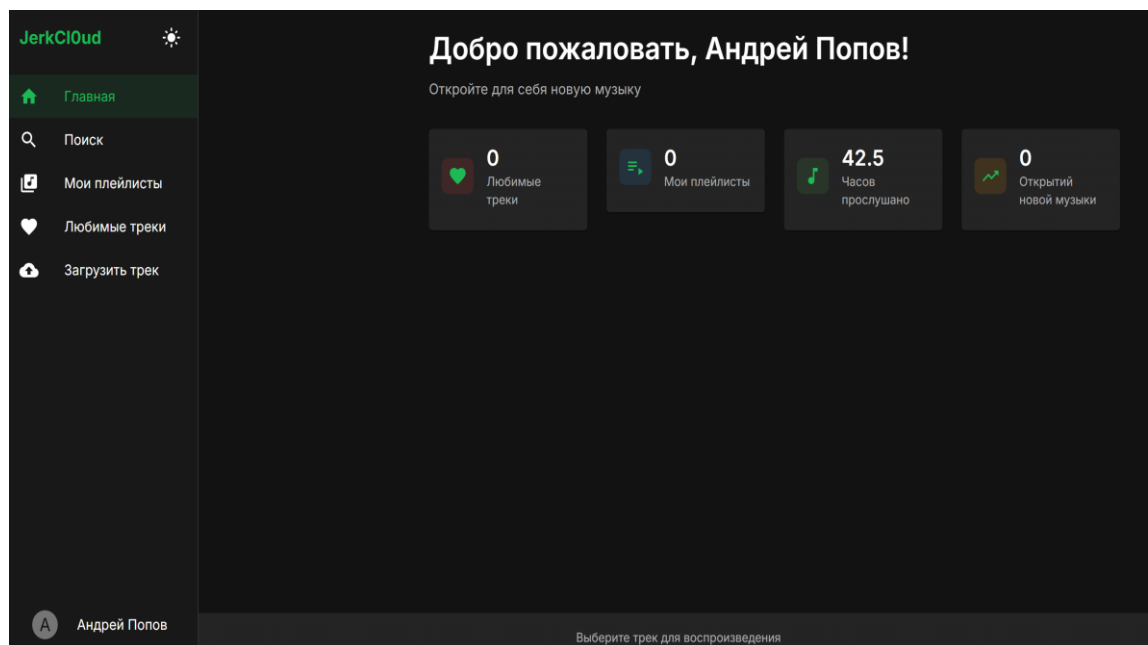 JerkCl0ud
Главная
Поиск
Мои плейлисты
Любимые треки
Загрузить трек
Андрей Попов
A
Добро пожаловать, Андрей Попов!
Откройте для себя новую музыку
0
Любимые
треки
0
Мои плейлисты
42.5
Часов
прослушано
0
Открытий
новой музыки
Выберите трек для воспроизведения